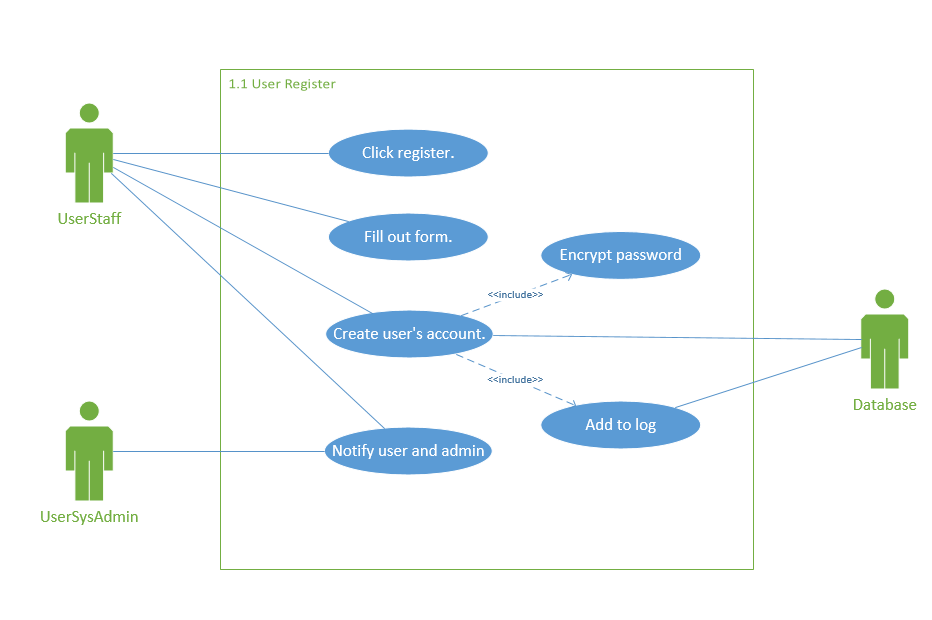 1.1 User Register
Click register.
UserStaff
Fill out form.
Encrypt password
<<include>>
Create user's account.
<<include>>
Database
Add to log
Notify user and admin
UserSysAdmin